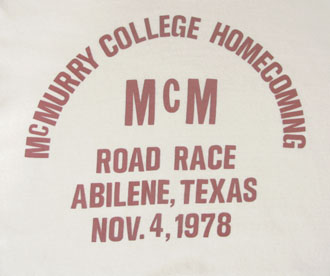 McMURRY COLLEGE HOMECOMING
McM
ROAD RACE
ABILENE, TEXAS
NOV. 4, 1978